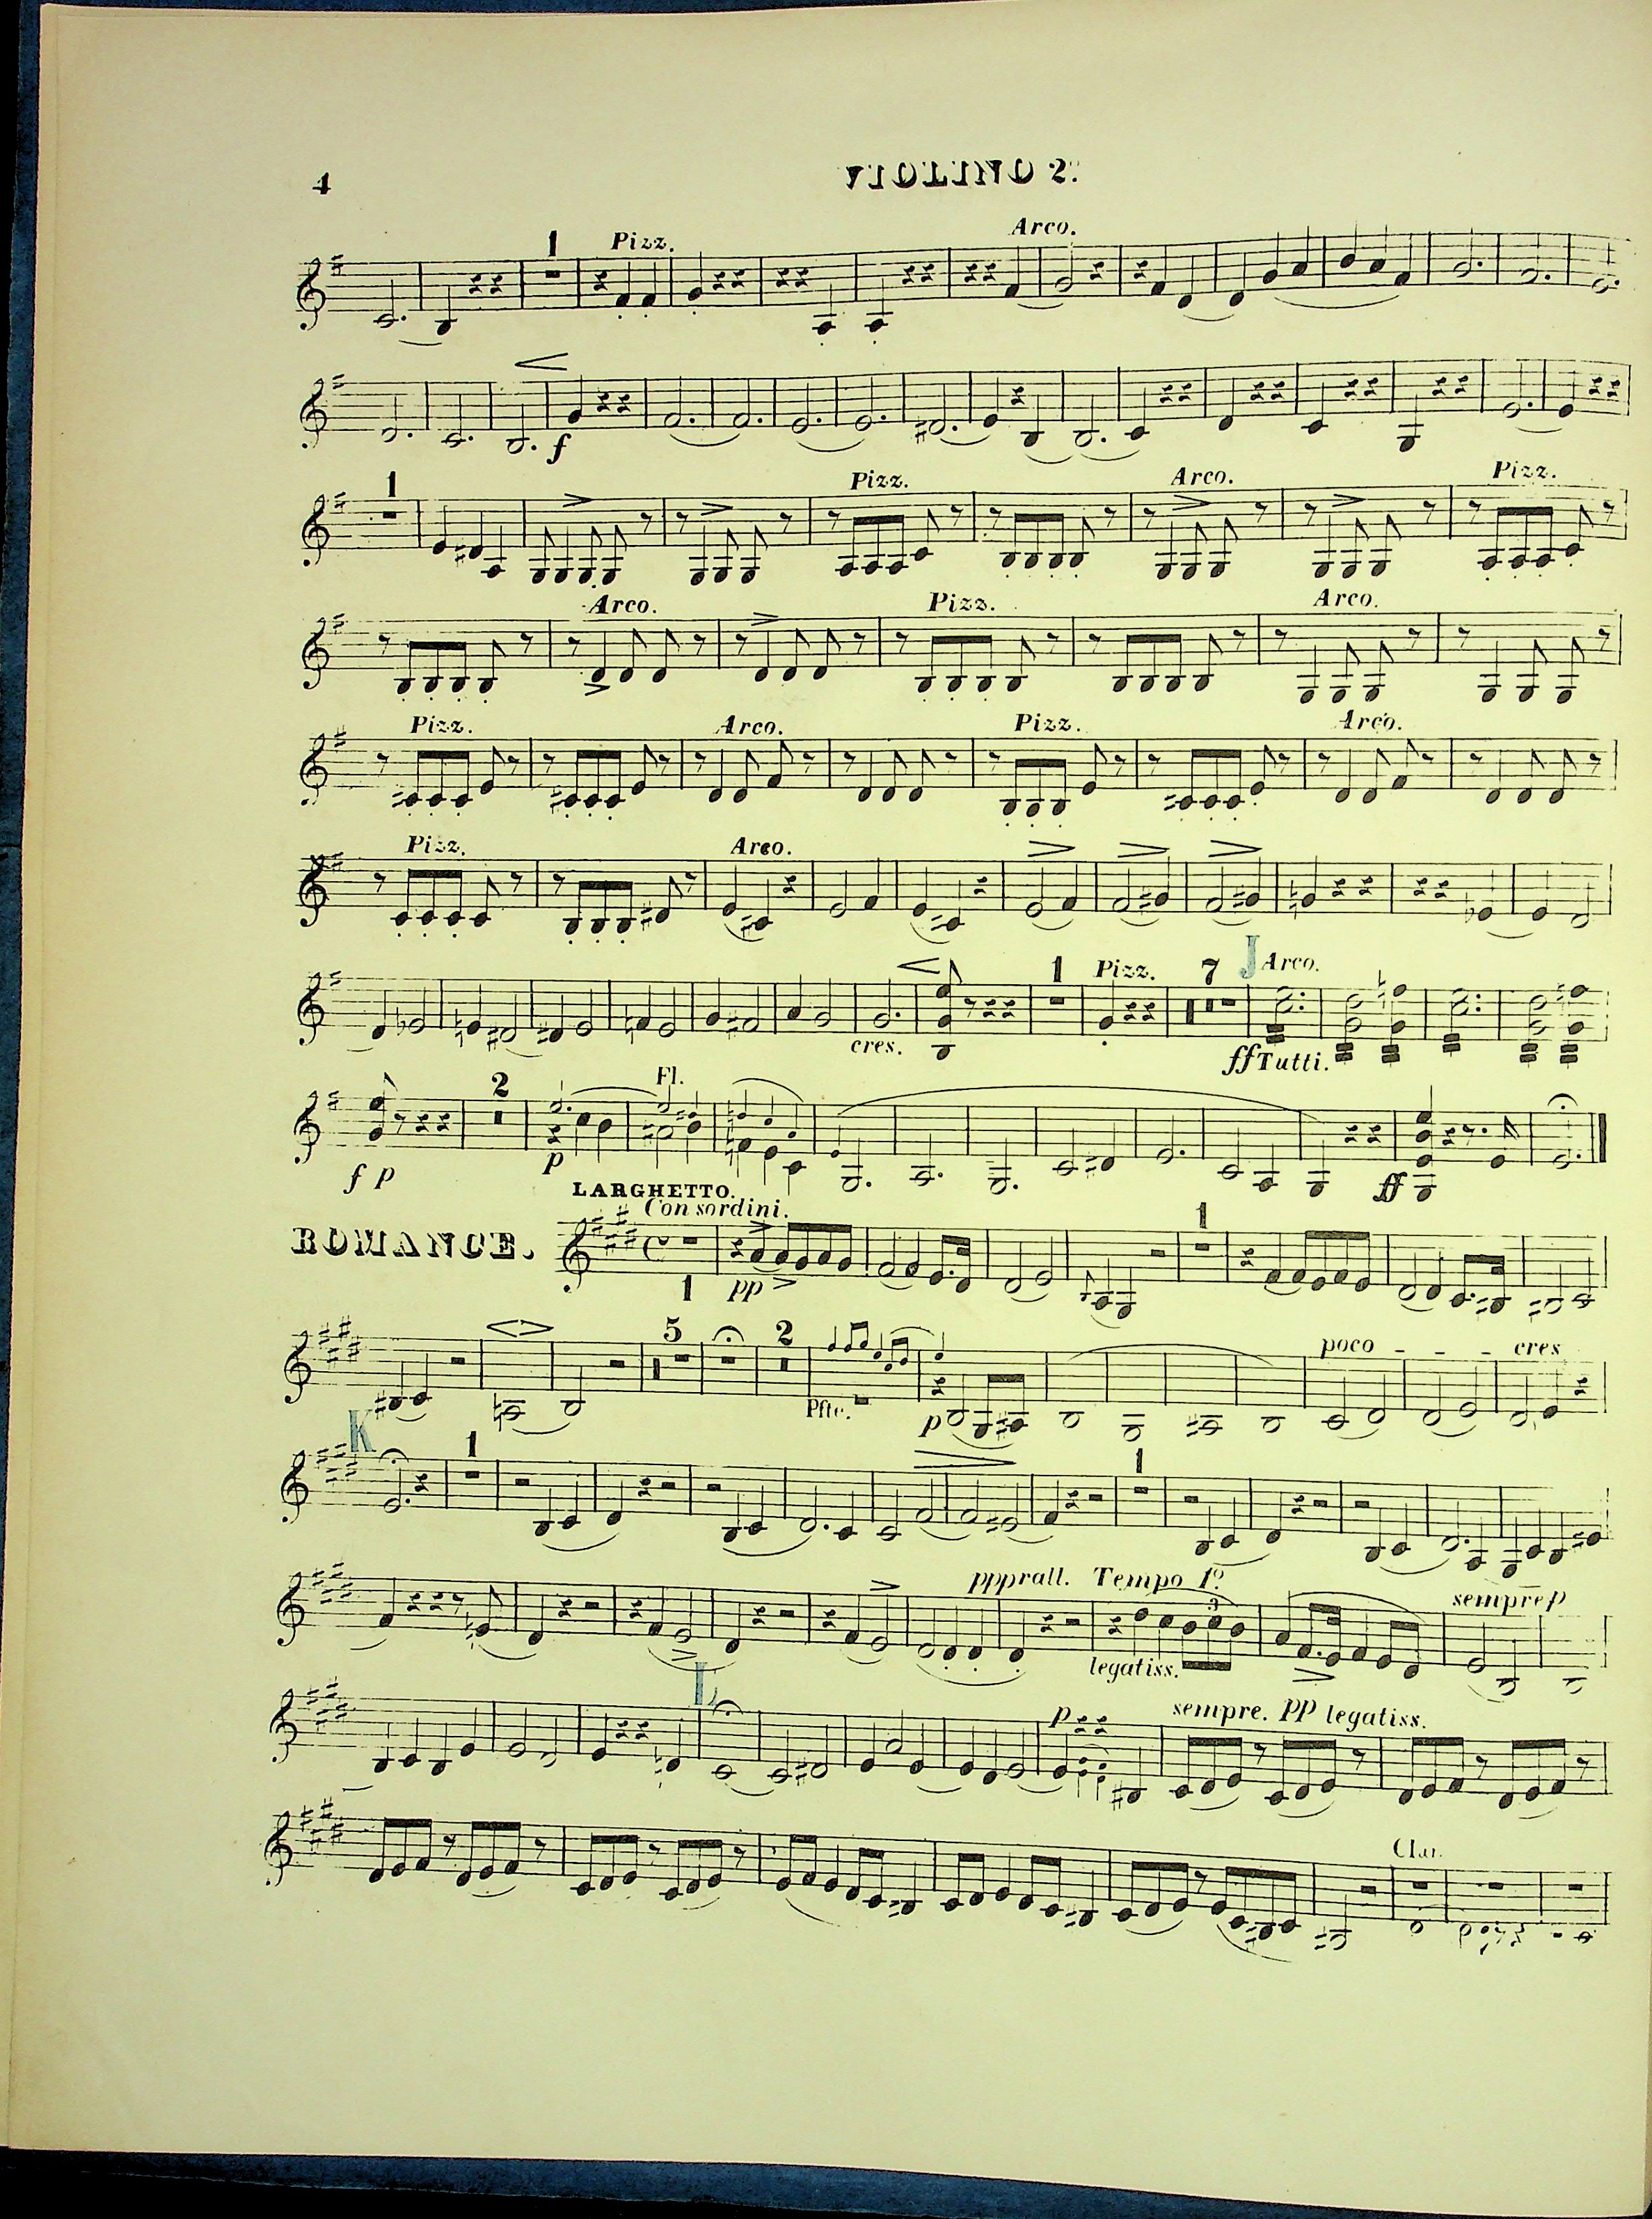 4
VIOLINO 2º
1 Pizz. Arco.
f
1 Pizz. Arco. Pizz.
Arco. Pizz. Arco.
Pizz. Arco. Pizz. Arco.
Pizz. Arco.
cres. 1 Pizz. 7 J Arco.
ff Tutti.
2 Fl.
f p p ff
LARGHETTO.
Con sordini.
ROMANCE.
1 pp 1
5 2 poco - - - cres
Pfte. p
K 1 1
ppp rall. Tempo 1º
3 sempre p
legatiss.
L p sempre. PP legatiss.
Clar.